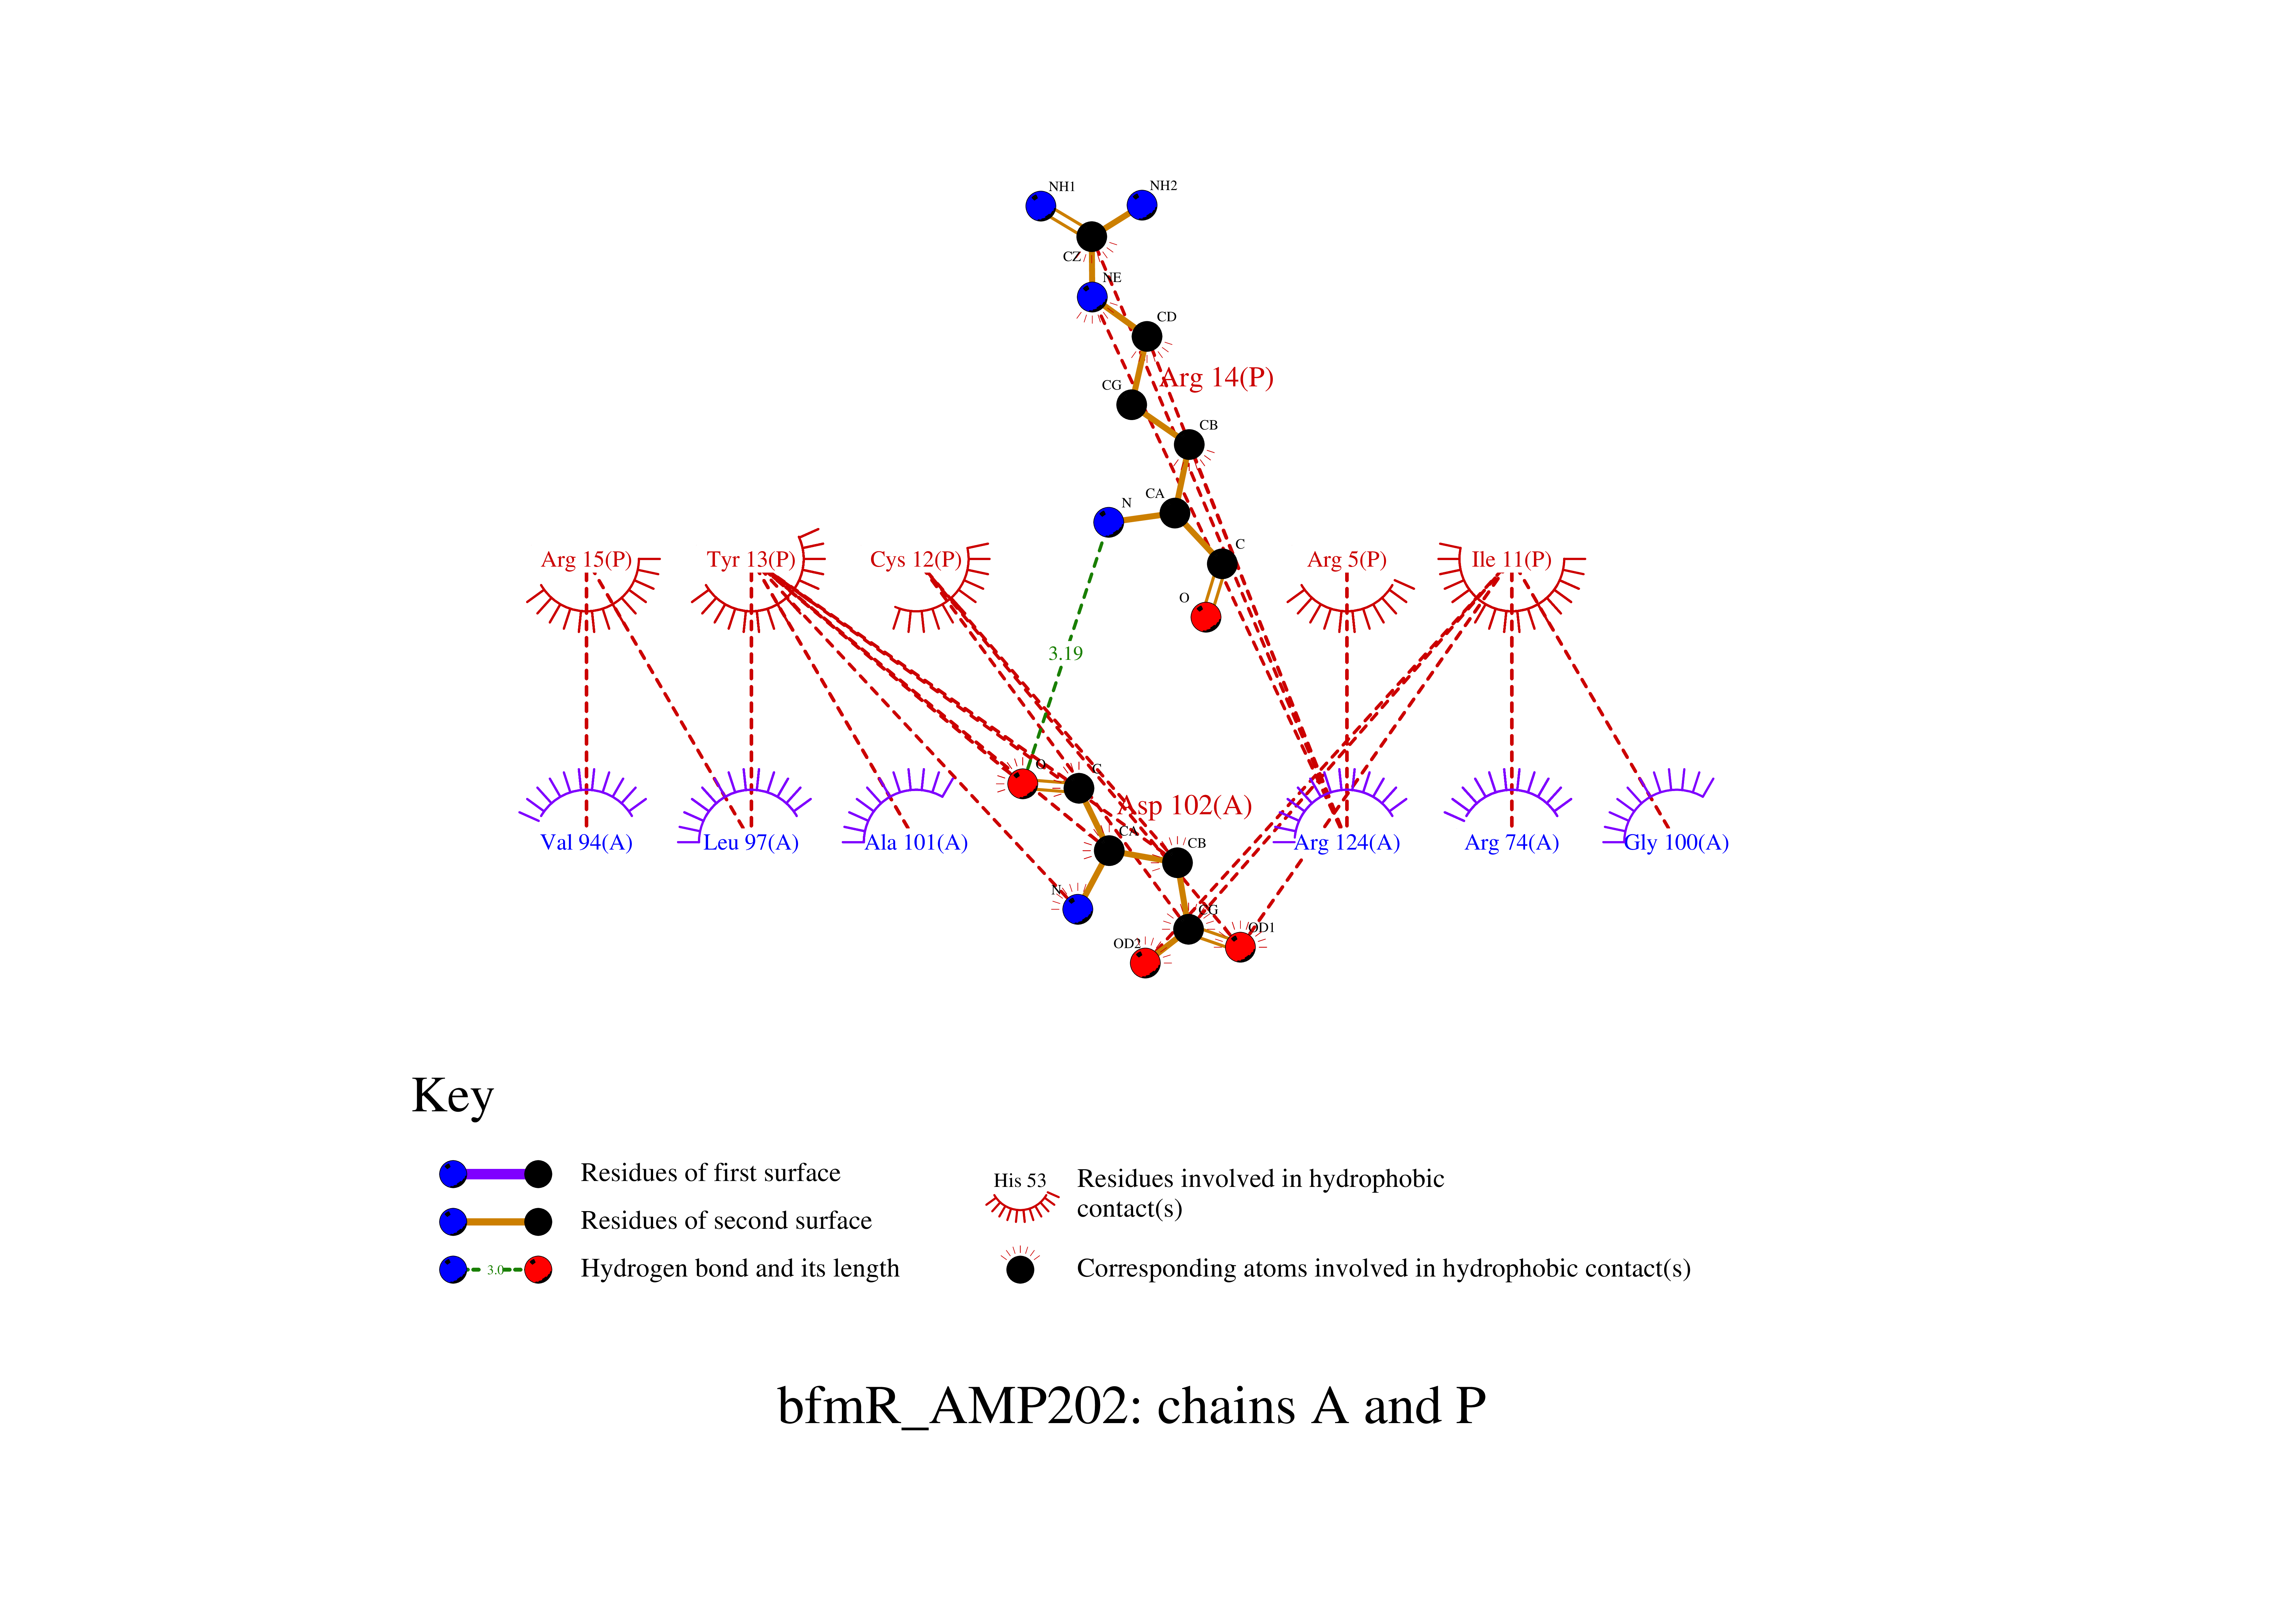 NH1
NH2
CZ
NE
CD
Arg 14(P)
CG
CB
CA
N
C
O
Arg 15(P)
Tyr 13(P)
Cys 12(P)
Arg 5(P)
Ile 11(P)
3.19
O
C
Asp 102(A)
CA
CB
Val 94(A)
Leu 97(A)
Ala 101(A)
Arg 124(A)
Arg 74(A)
Gly 100(A)
N
CG
OD2
OD1
Key
Residues of first surface
Residues of second surface
3.0
Hydrogen bond and its length
His 53
Residues involved in hydrophobic
contact(s)
Corresponding atoms involved in hydrophobic contact(s)
bfmR_AMP202: chains A and P